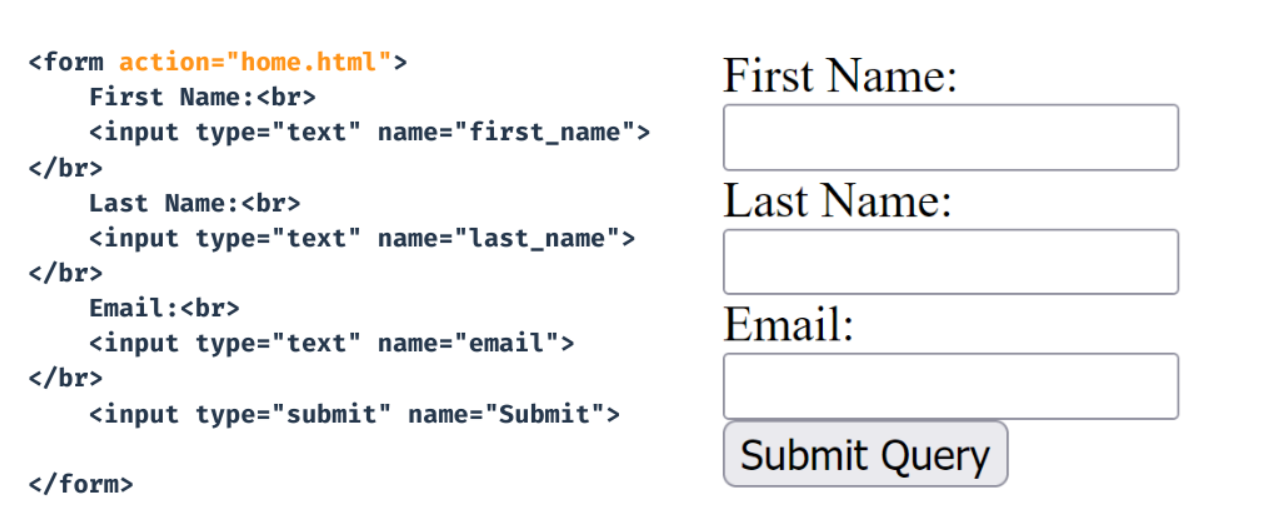 <form action="home.html">
First Name:<br>
<input type="text" name="first_name">
</br>
Last Name:<br>
<input type="text" name="last_name">
</br>
Email:<br>
<input type="text" name="email">
</br>
<input type="submit" name="Submit">
</form>
First Name:
Last Name:
Email:
Submit Query